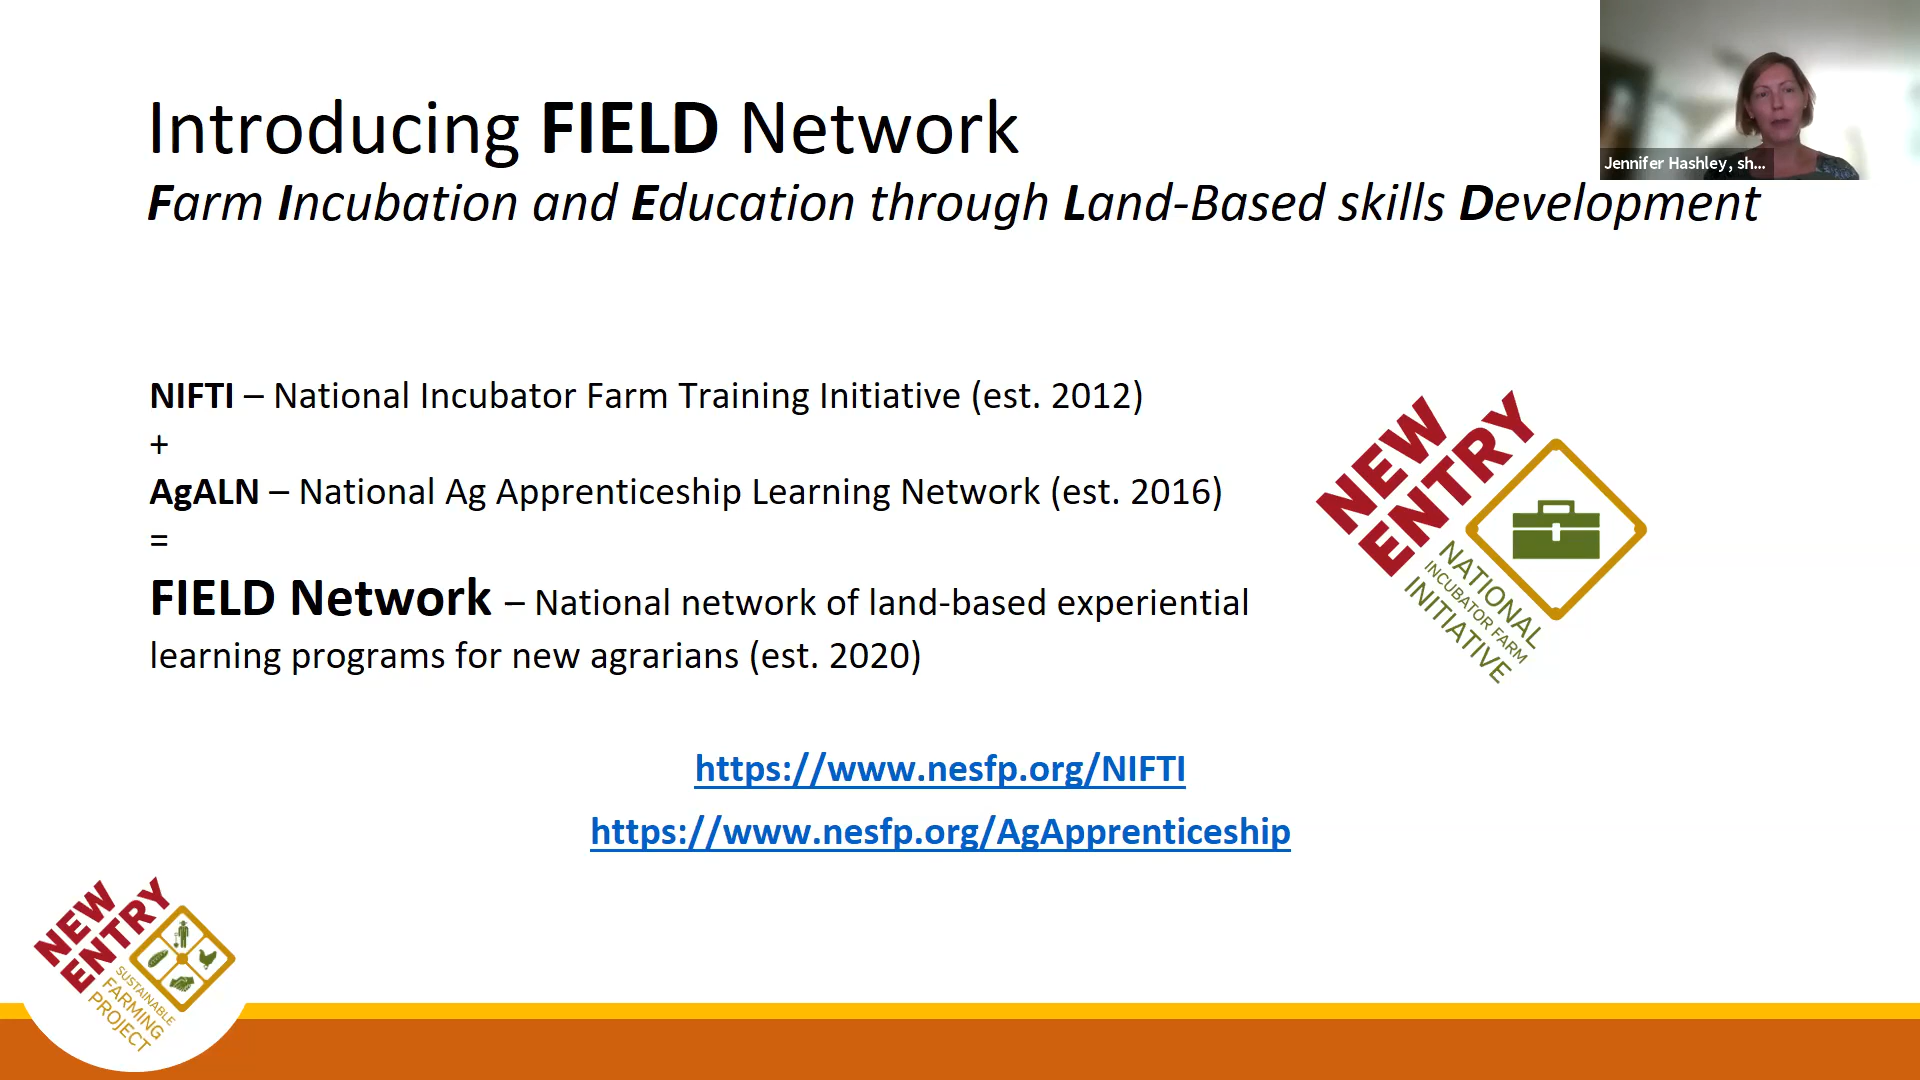 Introducing FIELD Network
Farm Incubation and Education through Land-Based skills Development
Jennifer Hashley, sh...
NIFTI – National Incubator Farm Training Initiative (est. 2012)
+
AgALN – National Ag Apprenticeship Learning Network (est. 2016)
=
FIELD Network – National network of land-based experiential
learning programs for new agrarians (est. 2020)
NEW
ENTRY
NATIONAL
INCUBATOR FARM
INITIATIVE
https://www.nesfp.org/NIFTI
https://www.nesfp.org/AgApprenticeship
NEW
ENTRY
SUSTAINABLE
FARMING
PROJECT